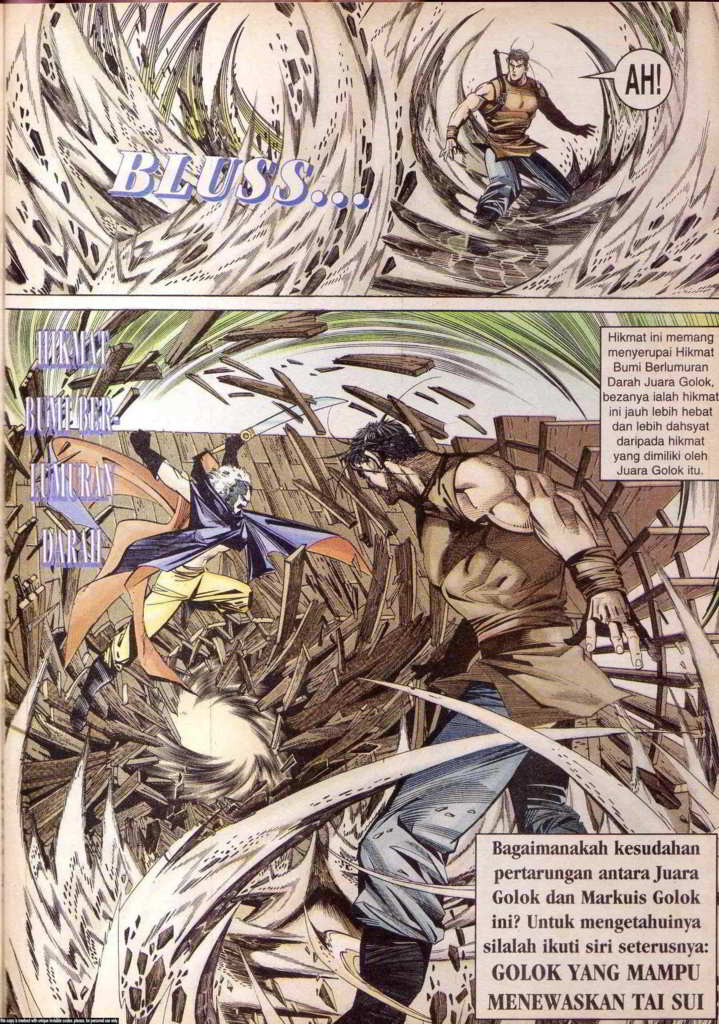 AH!
BLUSS...
HIKMAT
BUMI BER-
LUMURAN
DARAH
Hikmat ini memang
menyerupai Hikmat
Bumi Berlumuran
Darah Juara Golok,
bezanya ialah hikmat
ini jauh lebih hebat
dan lebih dahsyat
daripada hikmat
yang dimiliki oleh
Juara Golok itu.
Bagaimanakah kesudahan
pertarungan antara Juara
Golok dan Markuis Golok
ini? Untuk mengetahuinya
silalah ikuti siri seterusnya:
GOLOK YANG MAMPU
MENEWASKAN TAI SUI